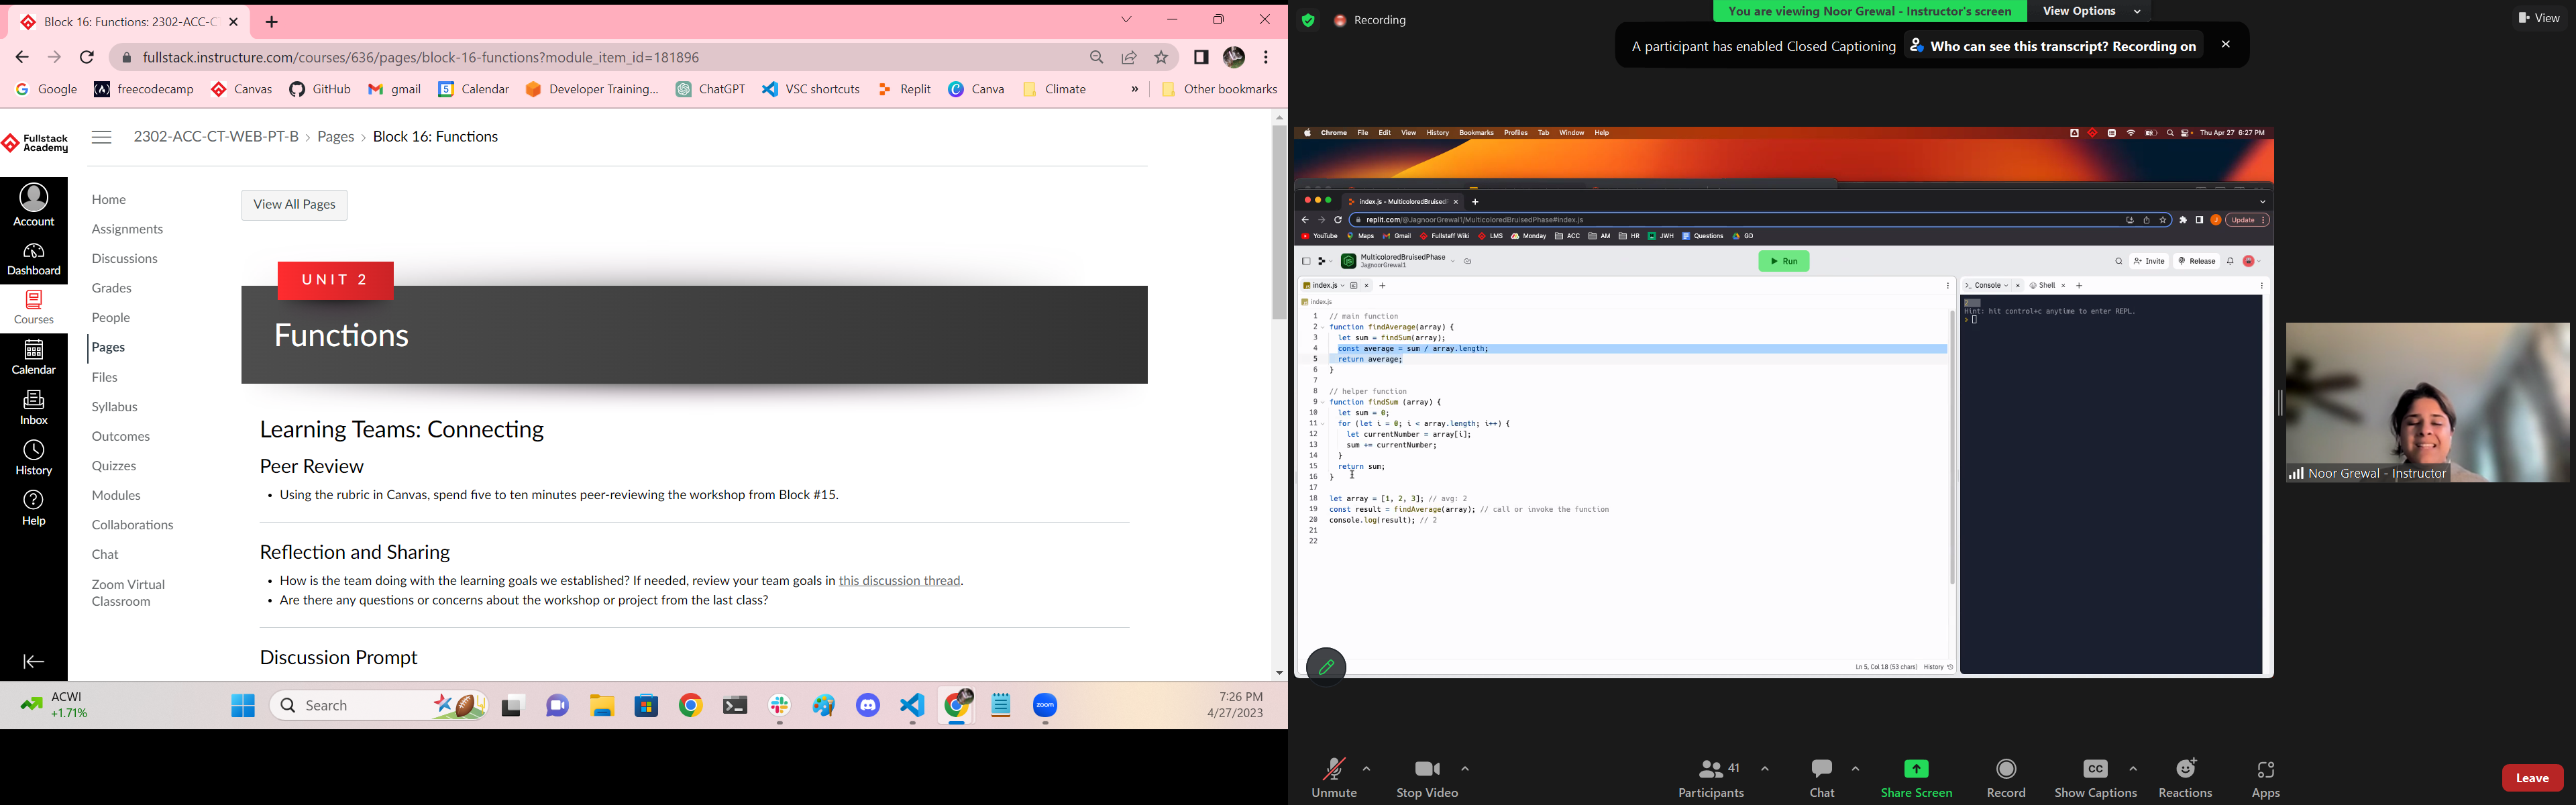 Block 16: Functions: 2302-ACC-C
fullstack.instructure.com/courses/636/pages/block-16-functions?module_item_id=181896
Google
freecodecamp
Canvas
GitHub
gmail
Calendar
Developer Training...
ChatGPT
VSC shortcuts
Replit
Canva
Climate
»
Other bookmarks
Fullstack
Academy
2302-ACC-CT-WEB-PT-B › Pages › Block 16: Functions
Account
Dashboard
Courses
Calendar
Inbox
History
Help
Home
Assignments
Discussions
Grades
People
Pages
Files
Syllabus
Outcomes
Quizzes
Modules
Collaborations
Chat
Zoom Virtual
Classroom
View All Pages
UNIT 2
Functions
Learning Teams: Connecting
Peer Review
• Using the rubric in Canvas, spend five to ten minutes peer-reviewing the workshop from Block #15.
Reflection and Sharing
• How is the team doing with the learning goals we established? If needed, review your team goals in this discussion thread.
• Are there any questions or concerns about the workshop or project from the last class?
Discussion Prompt
ACWI
+1.71%
Search
zoom
7:26 PM
4/27/2023
Recording
You are viewing Noor Grewal - Instructor's screen
View Options
View
A participant has enabled Closed Captioning
Who can see this transcript? Recording on
Chrome File Edit View History Bookmarks Profiles Tab Window Help
Thu Apr 27 6:27 PM
index.js - MulticoloredBruisedF
replit.com/@JagnoorGrewal1/MulticoloredBruisedPhase#index.js
Update
YouTube Maps Gmail Fullstaff Wiki LMS Monday ACC AM HR JWH Questions GD
MulticoloredBruisedPhase
JagnoorGrewal1
Run
Invite
Release
index.js
index.js
1 // main function
2 function findAverage(array) {
3 let sum = findSum(array);
4 const average = sum / array.length;
5 return average;
6 }
7
8 // helper function
9 function findSum (array) {
10 let sum = 0;
11 for (let i = 0; i < array.length; i++) {
12 let currentNumber = array[i];
13 sum += currentNumber;
14 }
15 return sum;
16 }
17
18 let array = [1, 2, 3]; // avg: 2
19 const result = findAverage(array); // call or invoke the function
20 console.log(result); // 2
21
22
Ln 5, Col 18 (53 chars) History
Console
Shell
2
Hint: hit control+c anytime to enter REPL.
>
Noor Grewal - Instructor
Unmute
Stop Video
41
Participants
Chat
Share Screen
Record
CC
Show Captions
Reactions
Apps
Leave